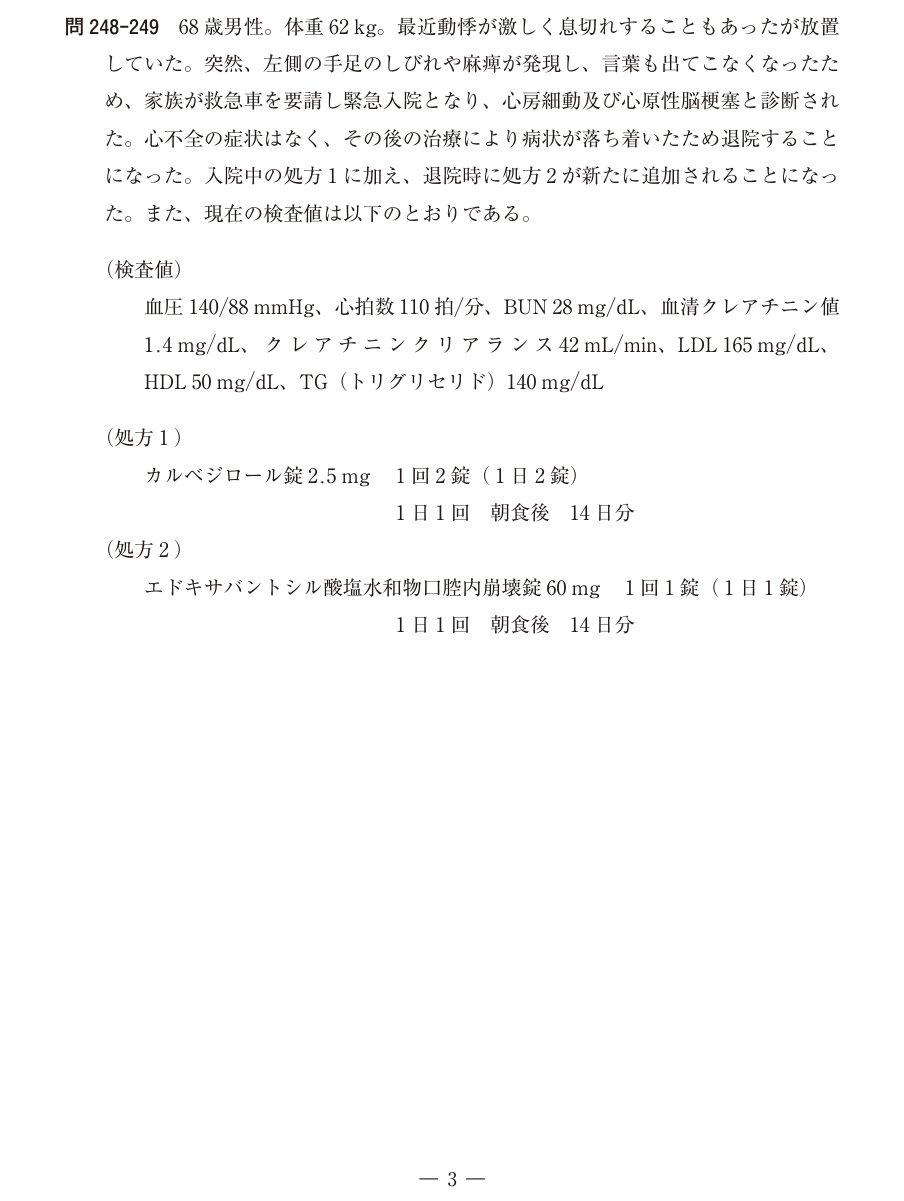 問 248-249　68 歳男性。体重 62 kg。最近動悸が激しく息切れすることもあったが放置
していた。突然、左側の手足のしびれや麻痺が発現し、言葉も出てこなくなったた
め、家族が救急車を要請し緊急入院となり、心房細動及び心原性脳梗塞と診断され
た。心不全の症状はなく、その後の治療により病状が落ち着いたため退院すること
になった。入院中の処方 1 に加え、退院時に処方 2 が新たに追加されることになっ
た。また、現在の検査値は以下のとおりである。
（検査値）
血圧 140/88 mmHg、心拍数 110 拍/分、BUN 28 mg/dL、血清クレアチニン値
1.4 mg/dL、クレアチニンクリアランス 42 mL/min、LDL 165 mg/dL、
HDL 50 mg/dL、TG（トリグリセリド）140 mg/dL
（処方 1 ）
カルベジロール錠 2.5 mg　1 回 2 錠（ 1 日 2 錠）
1 日 1 回　朝食後　14 日分
（処方 2 ）
エドキサバントシル酸塩水和物口腔内崩壊錠 60 mg　1 回 1 錠（ 1 日 1 錠）
1 日 1 回　朝食後　14 日分
― 3 ―